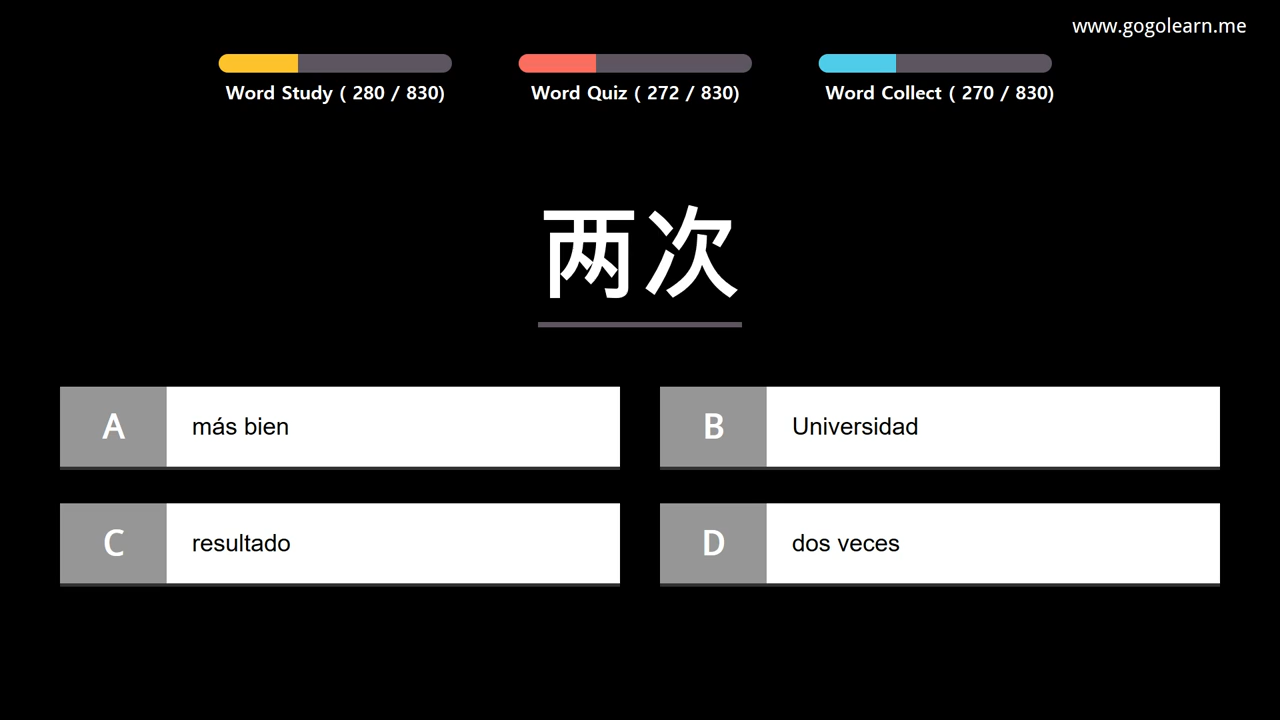 www.gogolearn.me
Word Study ( 280 / 830)
Word Quiz ( 272 / 830)
Word Collect ( 270 / 830)
两次
A
más bien
B
Universidad
C
resultado
D
dos veces